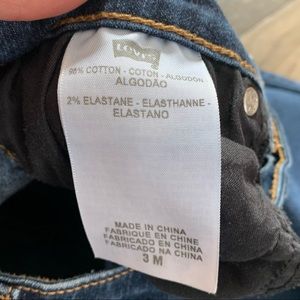 Levi's
98% COTTON - COTON - ALGODON
ALGODÃO
2% ELASTANE - ELASTHANNE -
ELASTANO
MADE IN CHINA
FABRIQUE EN CHINE
FABRICADO EN CHINA
FABRICADO NA CHINA
3 M